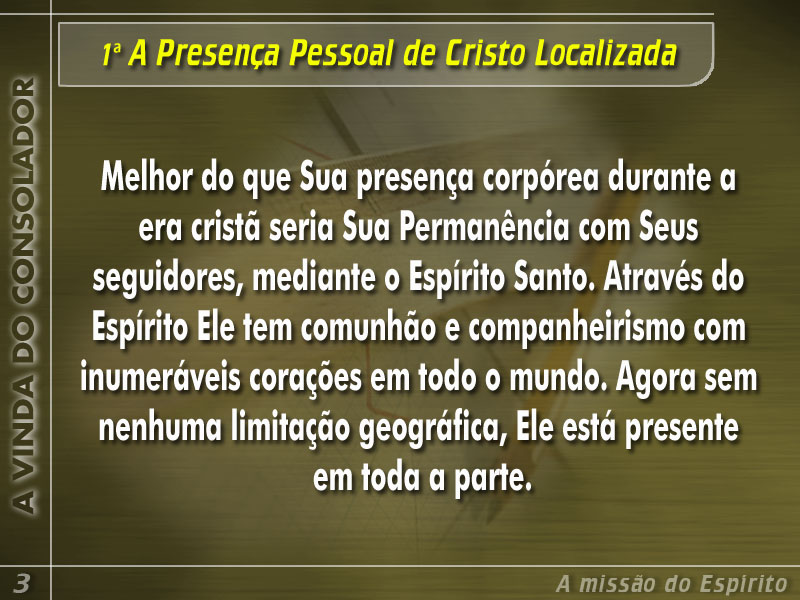 1ª A Presença Pessoal de Cristo Localizada
A VINDA DO CONSOLADOR
Melhor do que Sua presença corpórea durante a
era cristã seria Sua Permanência com Seus
seguidores, mediante o Espírito Santo. Através do
Espírito Ele tem comunhão e companheirismo com
inumeráveis corações em todo o mundo. Agora sem
nenhuma limitação geográfica, Ele está presente
em toda a parte.
3
A missão do Espírito